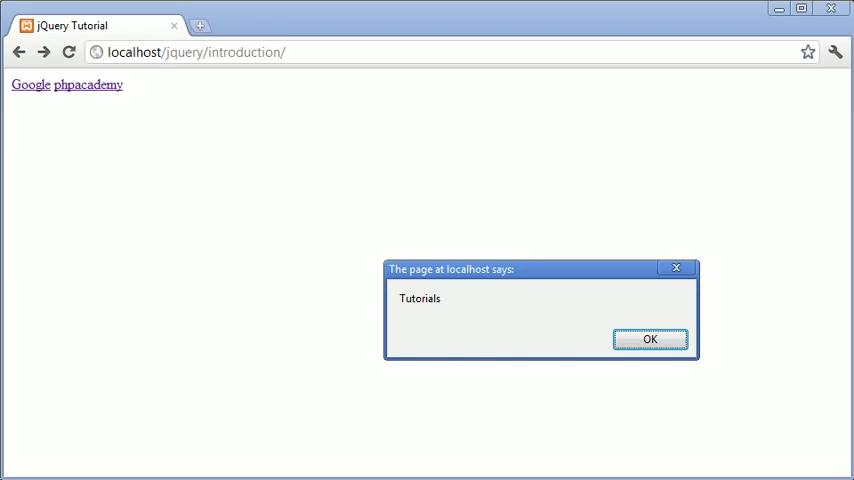 jQuery Tutorial
localhost/jquery/introduction/
Google phpacademy
The page at localhost says:
Tutorials
OK